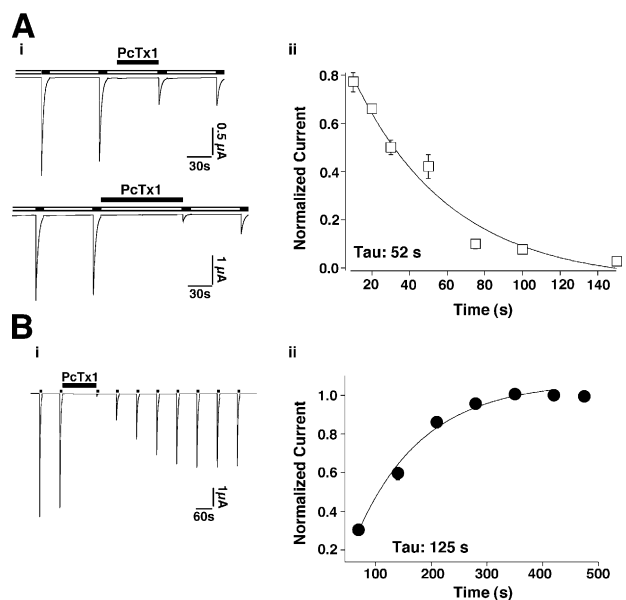 A
i
PcTx1
0.5 µA
30s
PcTx1
1 µA
30s
ii
0.8
0.6
0.4
0.2
0.0
Normalized Current
Tau: 52 s
20 40 60 80 100 120 140
Time (s)
B
i
PcTx1
1µA
60s
ii
1.0
0.8
0.6
0.4
0.2
Normalized Current
Tau: 125 s
100 200 300 400 500
Time (s)